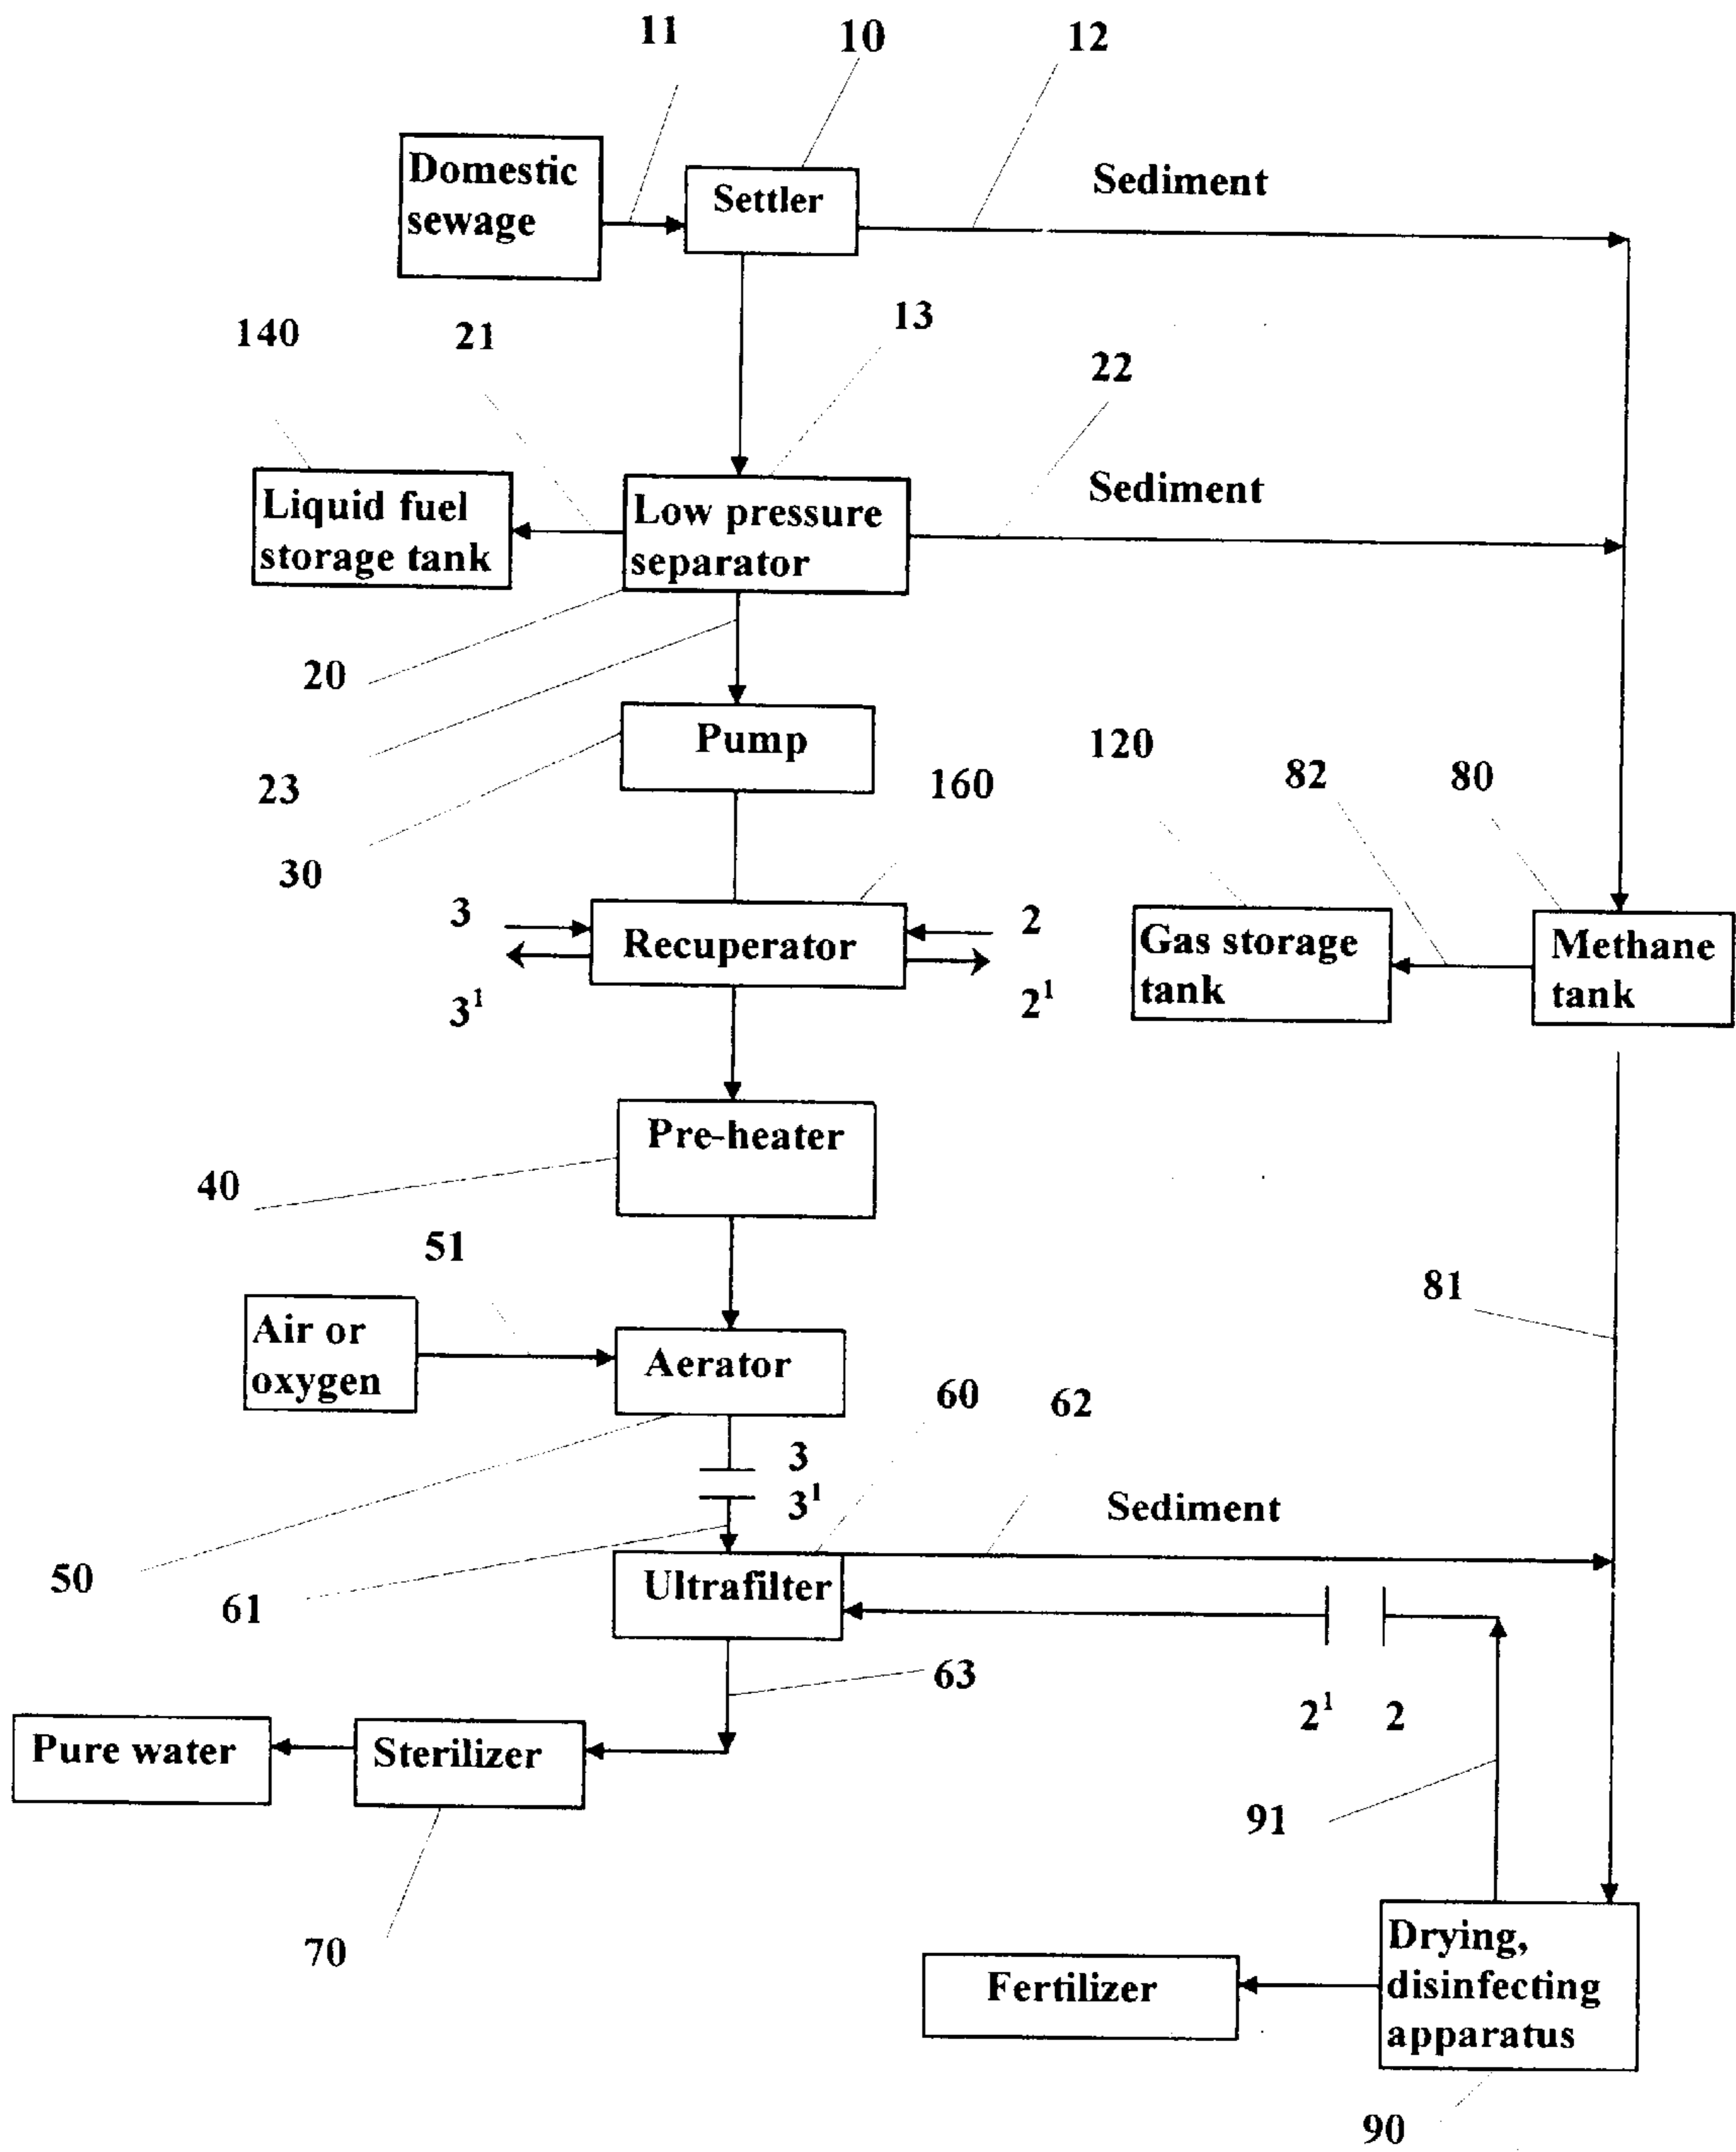 11
10
12
Domestic
sewage
Settler
Sediment
140
21
13
22
Liquid fuel
storage tank
Low pressure
separator
Sediment
20
23
30
Pump
120
82
80
160
3
3¹
Recuperator
2
2¹
Gas storage
tank
Methane
tank
Pre-heater
40
51
81
Air or
oxygen
Aerator
60
62
3
3¹
Sediment
50
61
Ultrafilter
63
2¹
2
Pure water
Sterilizer
91
70
Fertilizer
Drying,
disinfecting
apparatus
90